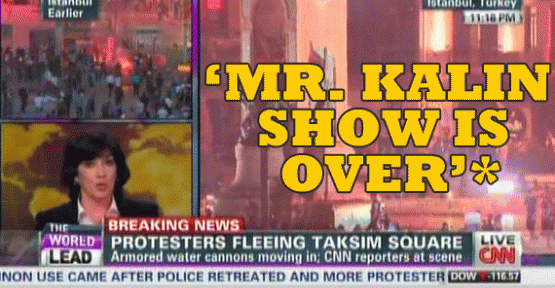 Istanbul
Earlier
Istanbul, Turkey
11:18 PM
‘MR. KALIN
SHOW IS
OVER’*
THE
WORLD
LEAD
BREAKING NEWS
PROTESTERS FLEEING TAKSIM SQUARE
Armored water cannons moving in; CNN reporters at scene
LIVE
CNN
NON USE CAME AFTER POLICE RETREATED AND MORE PROTESTER
DOW -116.57